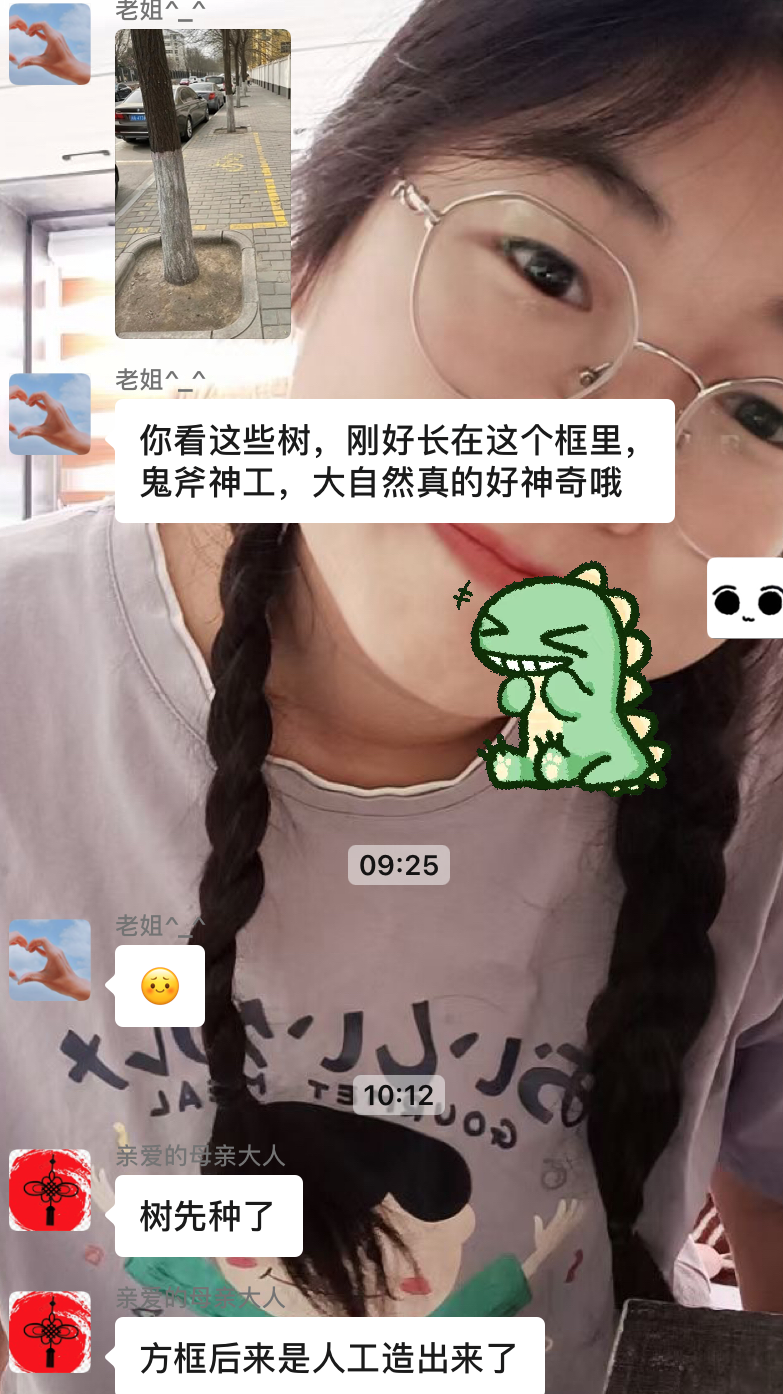 老姐^_^
老姐^_^
你看这些树，刚好长在这个框里，
鬼斧神工，大自然真的好神奇哦
09:25
老姐^_^
10:12
GOURMET MEAL
亲爱的母亲大人
树先种了
亲爱的母亲大人
方框后来是人工造出来了